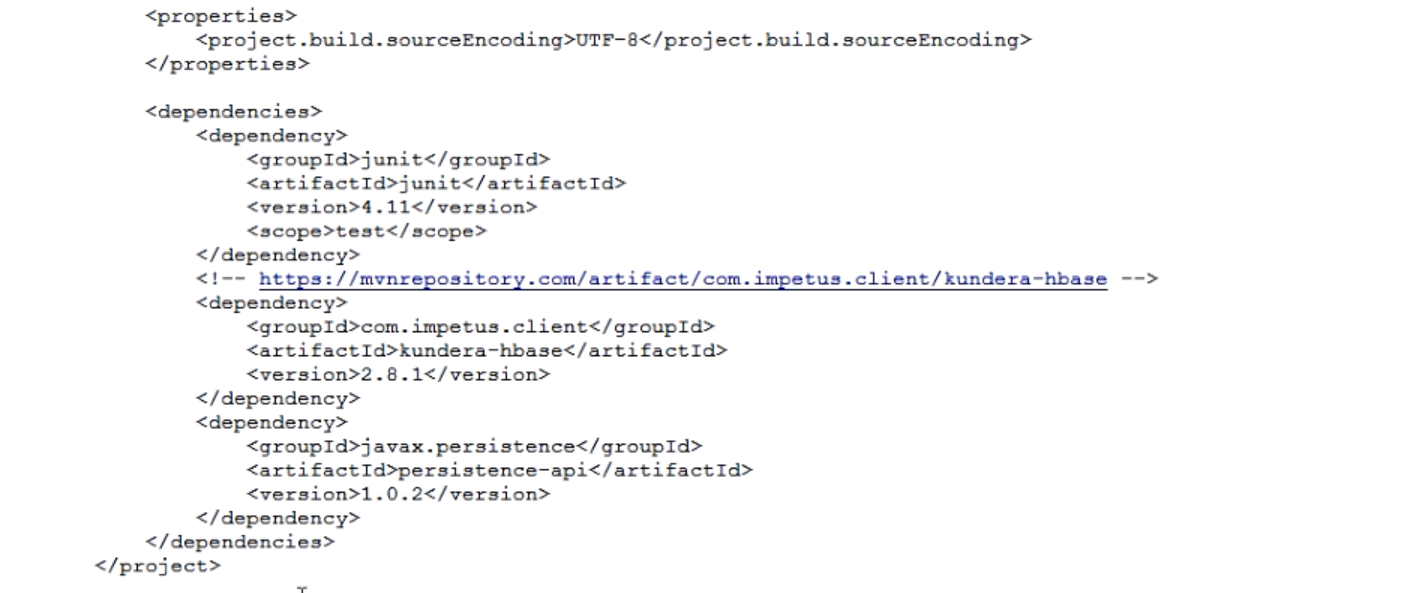 <properties>
<project.build.sourceEncoding>UTF-8</project.build.sourceEncoding>
</properties>
<dependencies>
<dependency>
<groupId>junit</groupId>
<artifactId>junit</artifactId>
<version>4.11</version>
<scope>test</scope>
</dependency>
<!-- https://mvnrepository.com/artifact/com.impetus.client/kundera-hbase -->
<dependency>
<groupId>com.impetus.client</groupId>
<artifactId>kundera-hbase</artifactId>
<version>2.8.1</version>
</dependency>
<dependency>
<groupId>javax.persistence</groupId>
<artifactId>persistence-api</artifactId>
<version>1.0.2</version>
</dependency>
</dependencies>
</project>